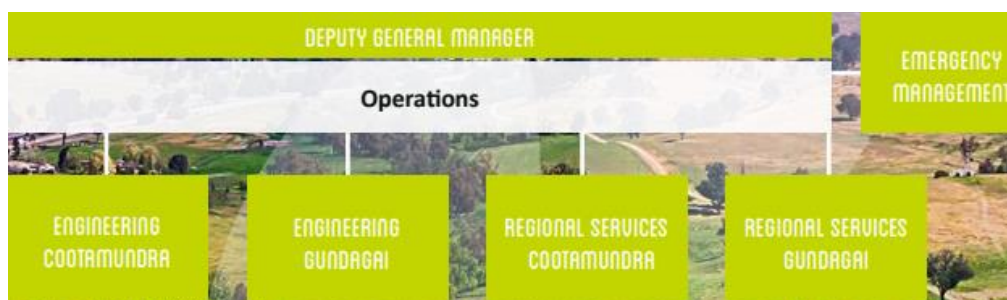 DEPUTY GENERAL MANAGER
Operations
EMERGENCY
MANAGEMENT
ENGINEERING
COOTAMUNDRA
ENGINEERING
GUNDAGAI
REGIONAL SERVICES
COOTAMUNDRA
REGIONAL SERVICES
GUNDAGAI